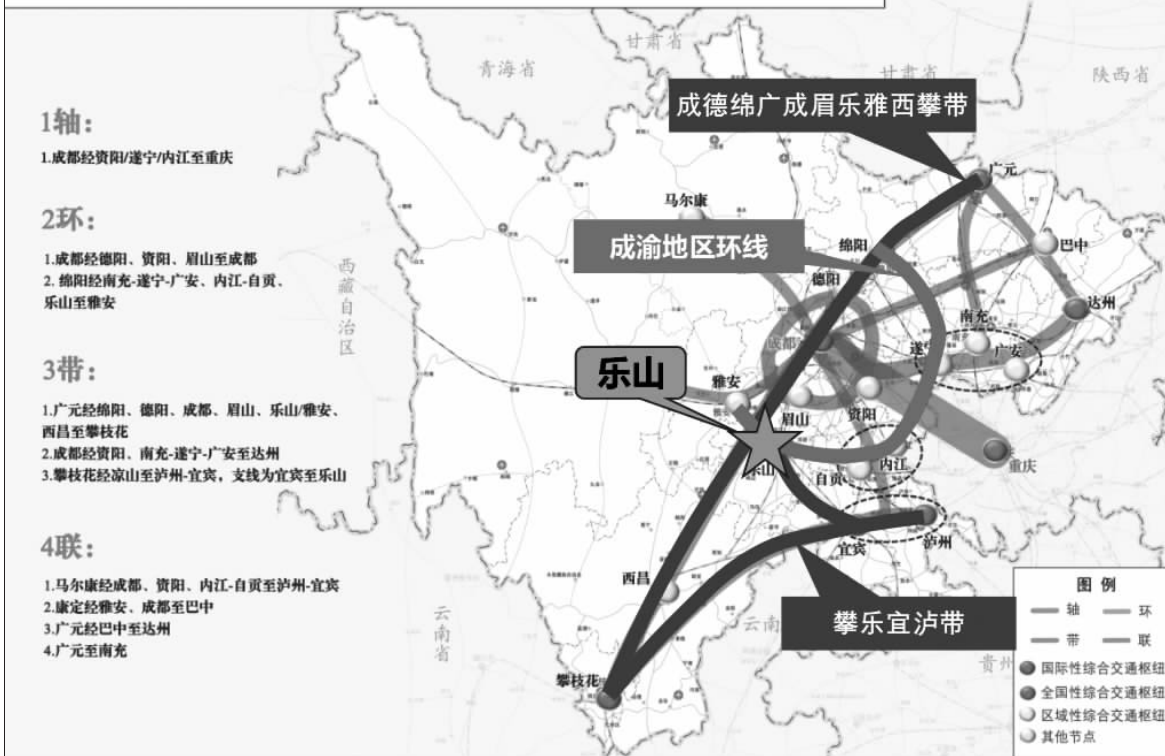 1轴：
1.成都经资阳/遂宁/内江至重庆
2环：
1.成都经德阳、资阳、眉山至成都
2. 绵阳经南充-遂宁-广安、内江-自贡、
乐山至雅安
3带：
1.广元经绵阳、德阳、成都、眉山、乐山/雅安、
西昌至攀枝花
2.成都经资阳、南充-遂宁-广安至达州
3.攀枝花经凉山至泸州-宜宾，支线为宜宾至乐山
4联：
1.马尔康经成都、资阳、内江-自贡至泸州-宜宾
2.康定经雅安、成都至巴中
3.广元经巴中至达州
4.广元至南充
甘肃省
青海省
甘肃省
陕西省
成德绵广成眉乐雅西攀带
广元
马尔康
成渝地区环线
绵阳
巴中
德阳
西藏自治区
达州
南充
成都
遂宁
广安
乐山
雅安
眉山
资阳
乐山
内江
自贡
重庆
宜宾
泸州
西昌
攀乐宜泸带
云南省
云南
贵州
攀枝花
图 例
轴
环
带
联
国际性综合交通枢纽
全国性综合交通枢纽
区域性综合交通枢纽
其他节点